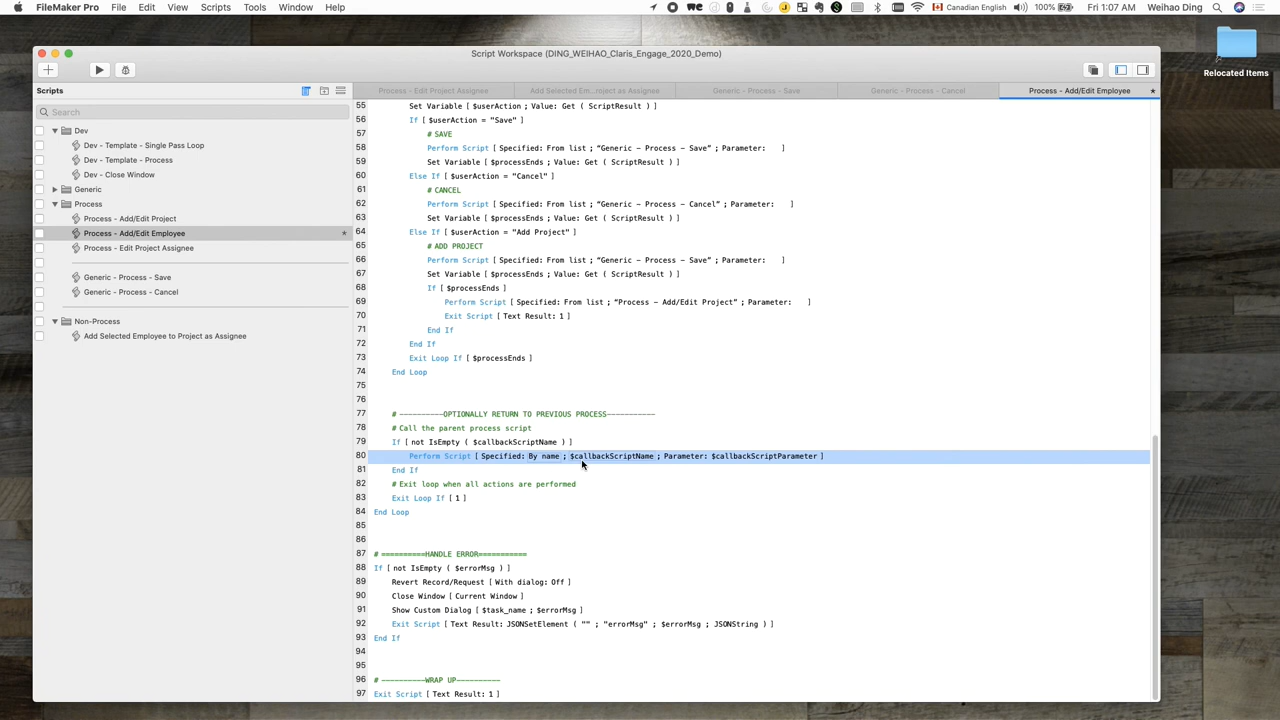 FileMaker Pro File Edit View Scripts Tools Window Help Canadian English 100% Fri 1:07 AM Weihao Ding
Script Workspace (DING_WEIHAO_Claris_Engage_2020_Demo)
Relocated Items
Scripts
Search
Dev
Dev - Template - Single Pass Loop
Dev - Template - Process
Dev - Close Window
Generic
Process
Process - Add/Edit Project
Process - Add/Edit Employee *
Process - Edit Project Assignee
Generic - Process - Save
Generic - Process - Cancel
Non-Process
Add Selected Employee to Project as Assignee
Process - Edit Project Assignee Add Selected Em...roject as Assignee Generic - Process - Save Generic - Process - Cancel Process - Add/Edit Employee *
55 Set Variable [ $userAction ; Value: Get ( ScriptResult ) ]
56 If [ $userAction = "Save" ]
57 # SAVE
58 Perform Script [ Specified: From list ; “Generic - Process - Save” ; Parameter: ]
59 Set Variable [ $processEnds ; Value: Get ( ScriptResult ) ]
60 Else If [ $userAction = "Cancel" ]
61 # CANCEL
62 Perform Script [ Specified: From list ; “Generic - Process - Cancel” ; Parameter: ]
63 Set Variable [ $processEnds ; Value: Get ( ScriptResult ) ]
64 Else If [ $userAction = "Add Project" ]
65 # ADD PROJECT
66 Perform Script [ Specified: From list ; “Generic - Process - Save” ; Parameter: ]
67 Set Variable [ $processEnds ; Value: Get ( ScriptResult ) ]
68 If [ $processEnds ]
69 Perform Script [ Specified: From list ; “Process - Add/Edit Project” ; Parameter: ]
70 Exit Script [ Text Result: 1 ]
71 End If
72 End If
73 Exit Loop If [ $processEnds ]
74 End Loop
75
76
77 # ----------OPTIONALLY RETURN TO PREVIOUS PROCESS-----------
78 # Call the parent process script
79 If [ not IsEmpty ( $callbackScriptName ) ]
80 Perform Script [ Specified: By name ; $callbackScriptName ; Parameter: $callbackScriptParameter ]
81 End If
82 # Exit loop when all actions are performed
83 Exit Loop If [ 1 ]
84 End Loop
85
86
87 # ==========HANDLE ERROR===========
88 If [ not IsEmpty ( $errorMsg ) ]
89 Revert Record/Request [ With dialog: Off ]
90 Close Window [ Current Window ]
91 Show Custom Dialog [ $task_name ; $errorMsg ]
92 Exit Script [ Text Result: JSONSetElement ( "" ; "errorMsg" ; $errorMsg ; JSONString ) ]
93 End If
94
95
96 # ----------WRAP UP----------
97 Exit Script [ Text Result: 1 ]